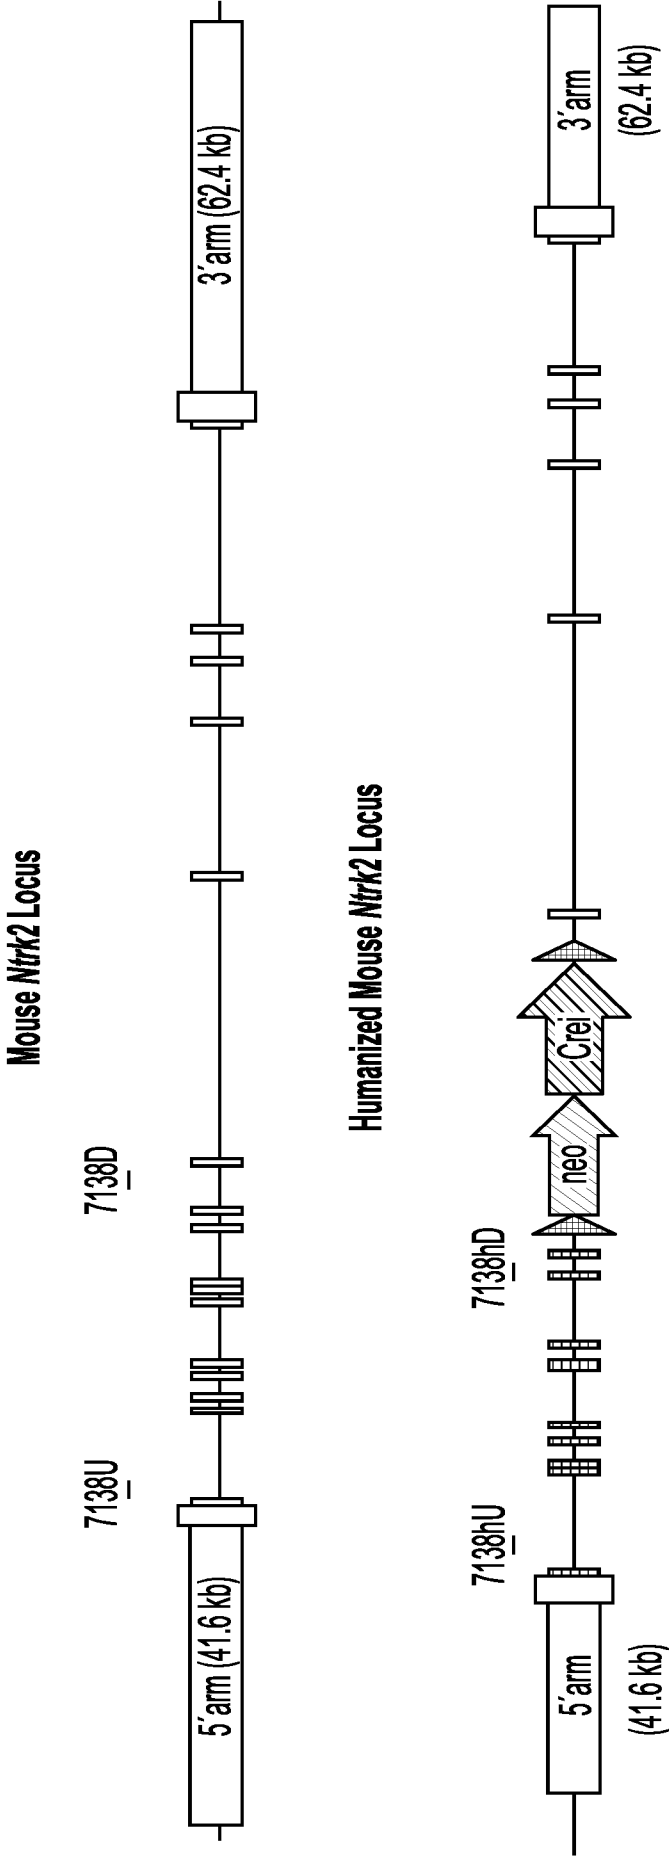 Mouse Ntrk2 Locus
7138U
7138D
5´arm (41.6 kb)
3´arm (62.4 kb)
Humanized Mouse Ntrk2 Locus
7138hU
7138hD
5´arm
neo
Crei
3´arm
(41.6 kb)
(62.4 kb)